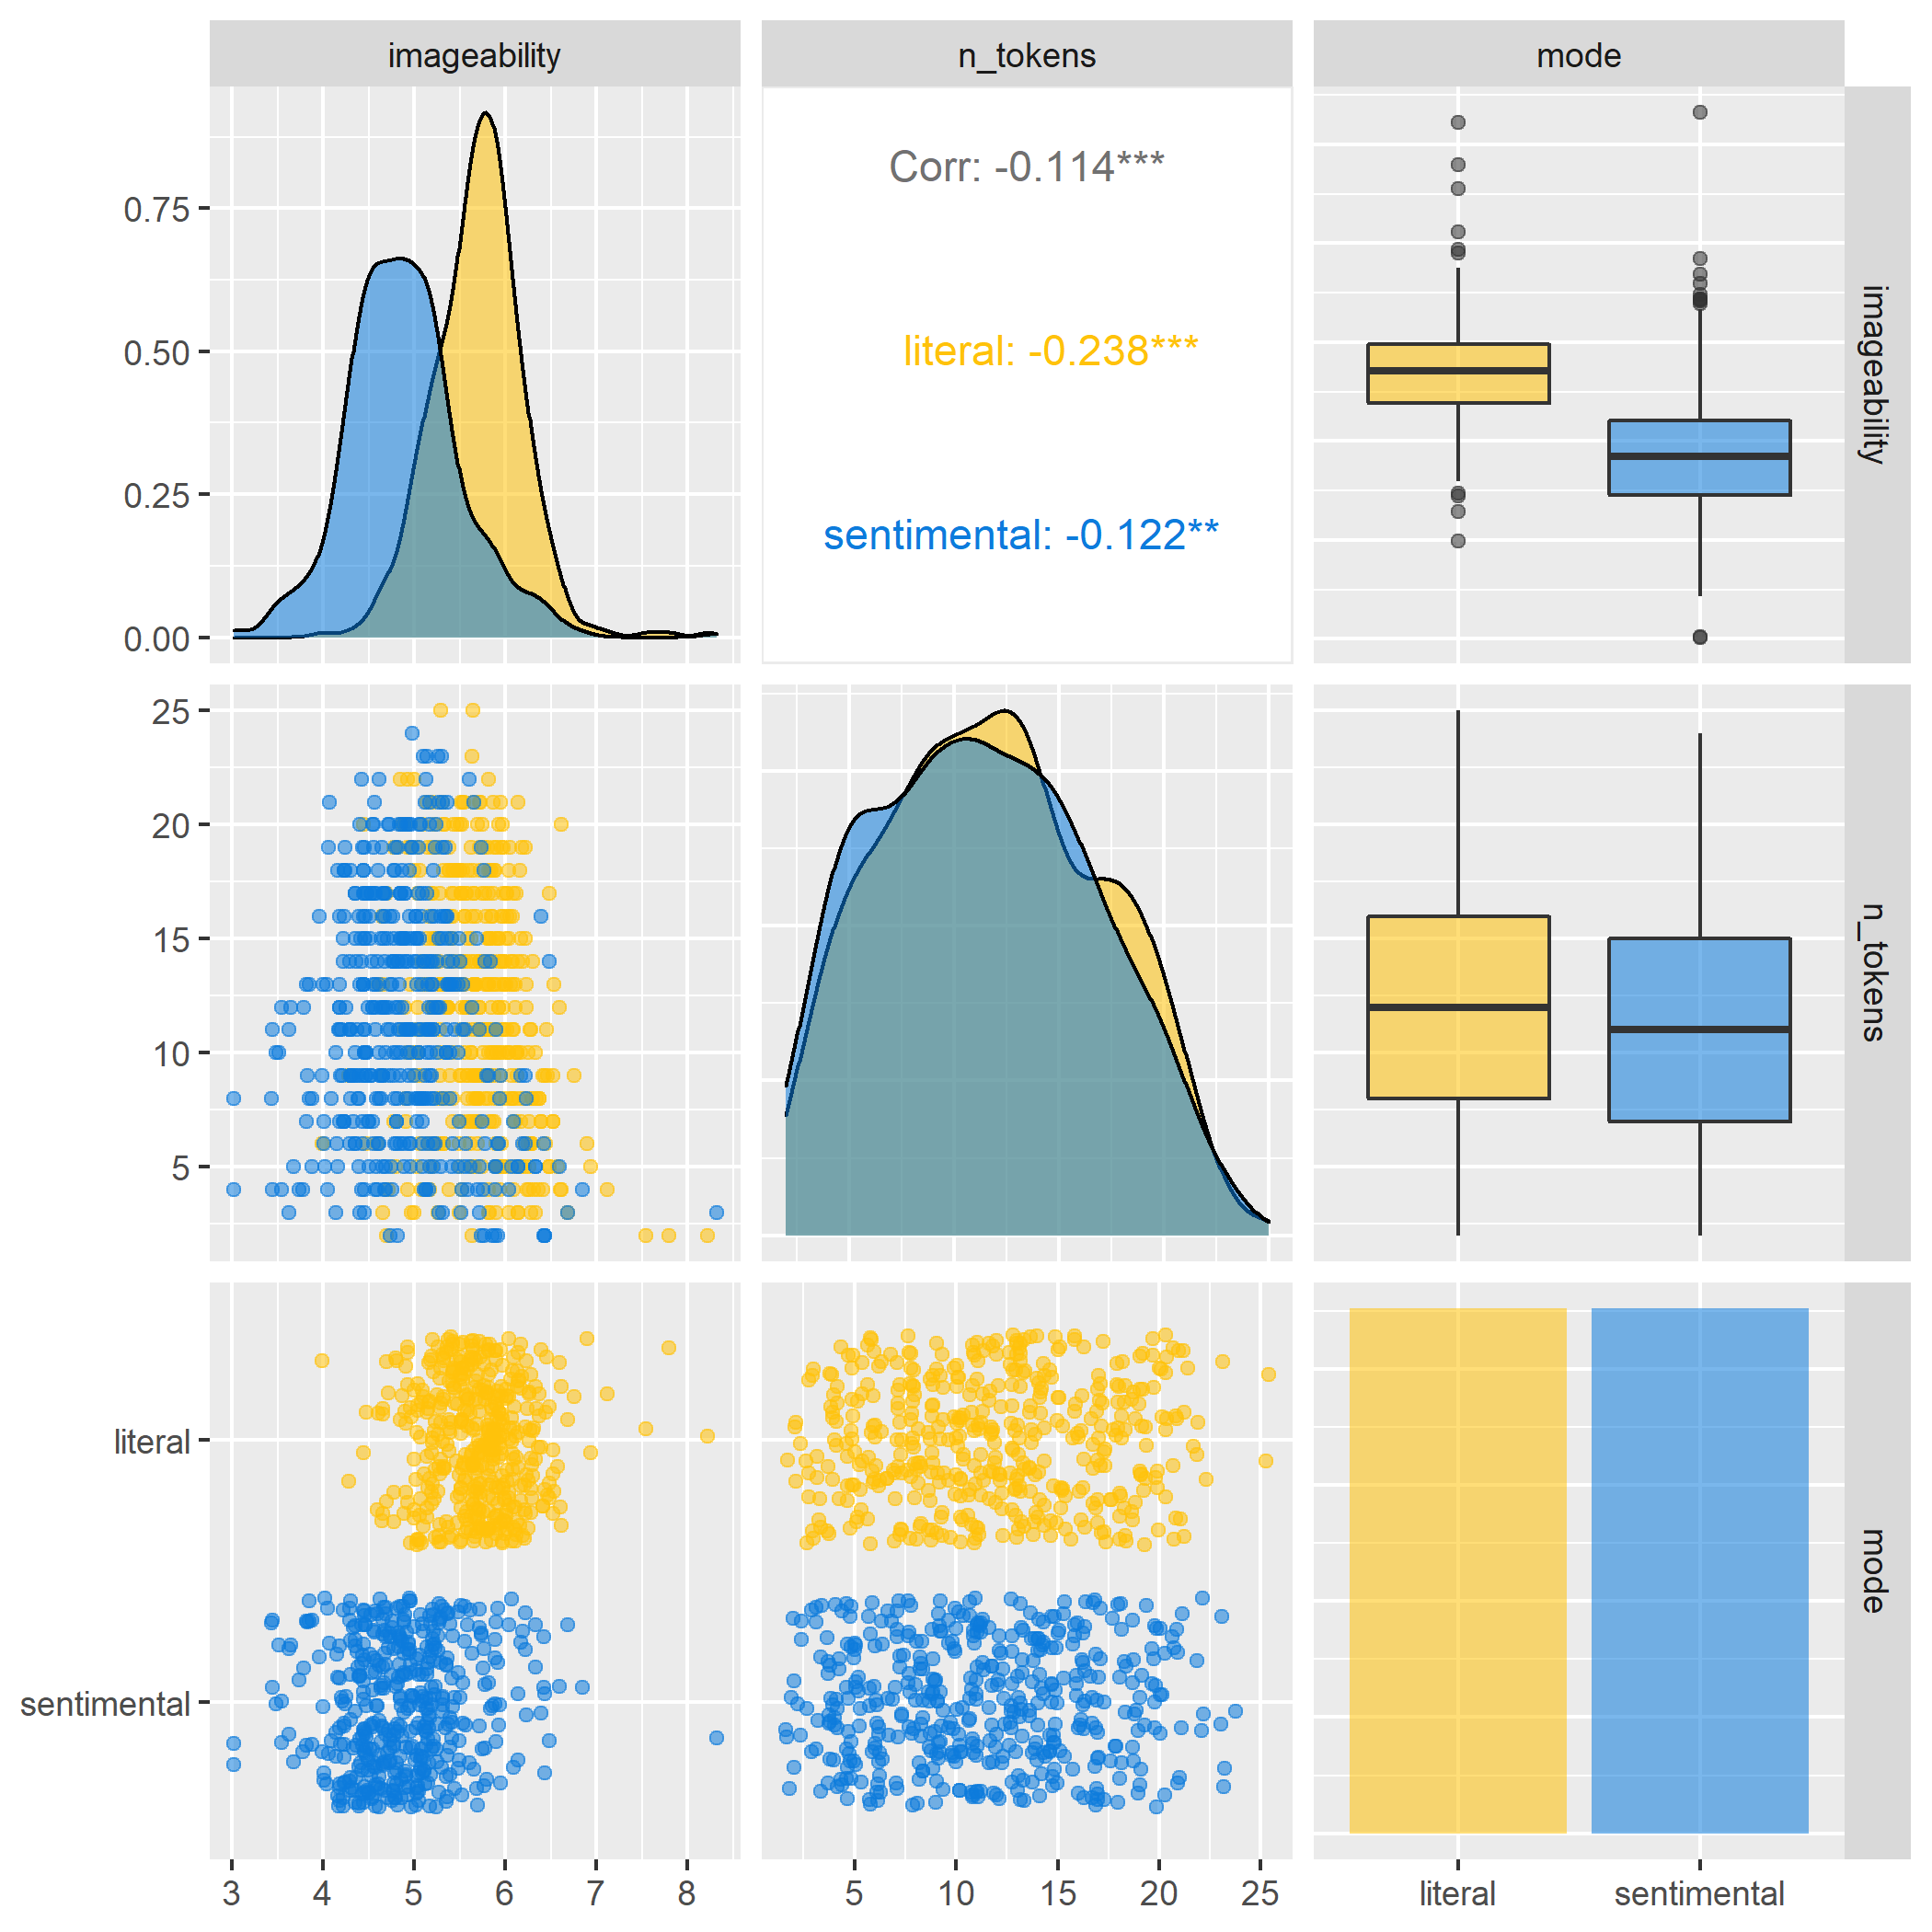 imageability
n_tokens
mode
0.75
0.50
0.25
0.00
Corr: -0.114***
literal: -0.238***
sentimental: -0.122**
imageability
25
20
15
10
5
n_tokens
literal
sentimental
mode
3 4 5 6 7 8
5 10 15 20 25
literal sentimental